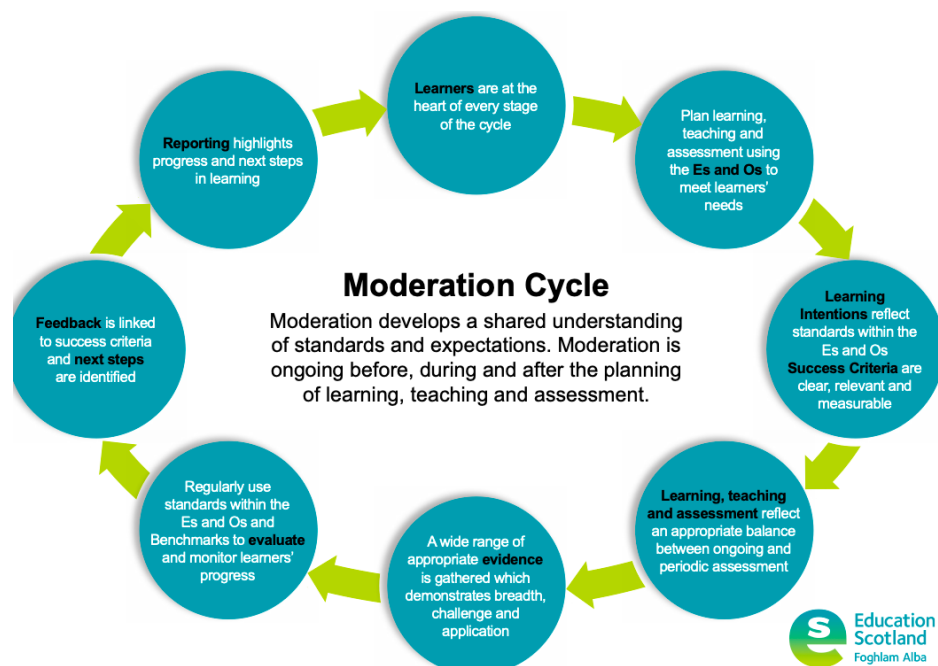 Learners are at the
heart of every stage
of the cycle
Plan learning,
teaching and
assessment using
the Es and Os to
meet learners'
needs
Learning
Intentions reflect
standards within the
Es and Os
Success Criteria are
clear, relevant and
measurable
Learning, teaching
and assessment reflect
an appropriate balance
between ongoing and
periodic assessment
A wide range of
appropriate evidence
is gathered which
demonstrates breadth,
challenge and
application
Regularly use
standards within the
Es and Os and
Benchmarks to evaluate
and monitor learners'
progress
Feedback is linked
to success criteria
and next steps
are identified
Reporting highlights
progress and next steps
in learning
Moderation Cycle
Moderation develops a shared understanding
of standards and expectations. Moderation is
ongoing before, during and after the planning
of learning, teaching and assessment.
Education
Scotland
Foghlam Alba